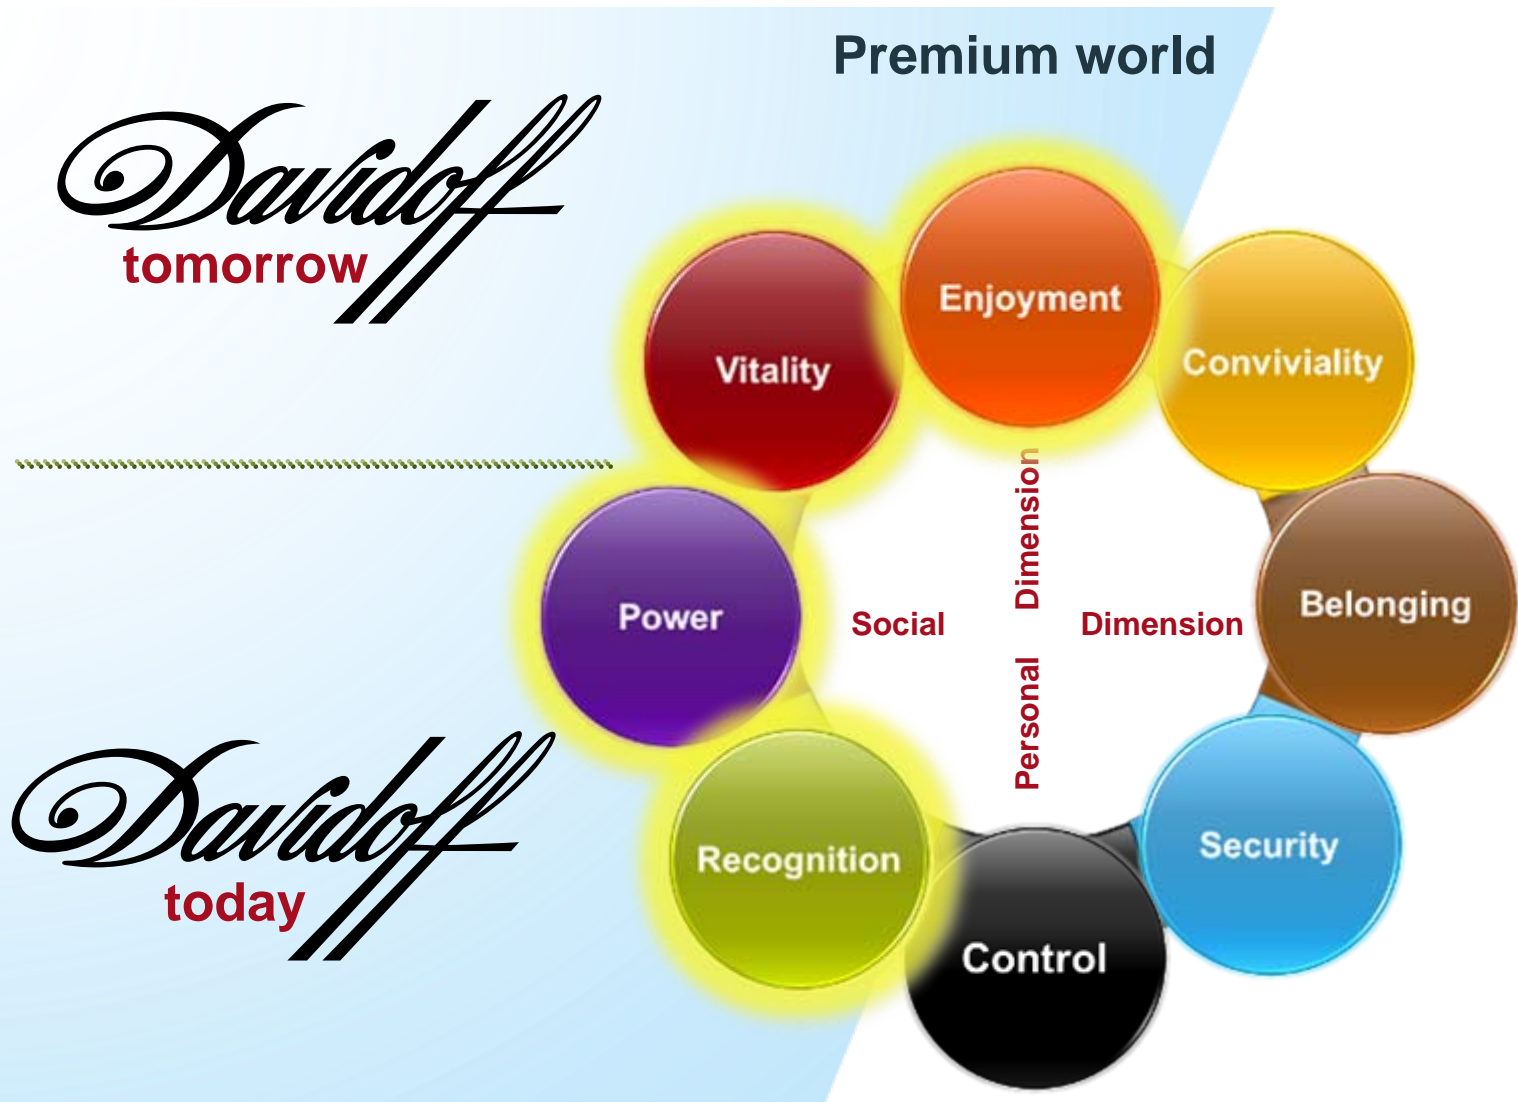 Premium world
Davidoff
tomorrow
Enjoyment
Vitality
Conviviality
Power
Social Dimension
Personal Dimension
Belonging
Davidoff
today
Recognition
Security
Control